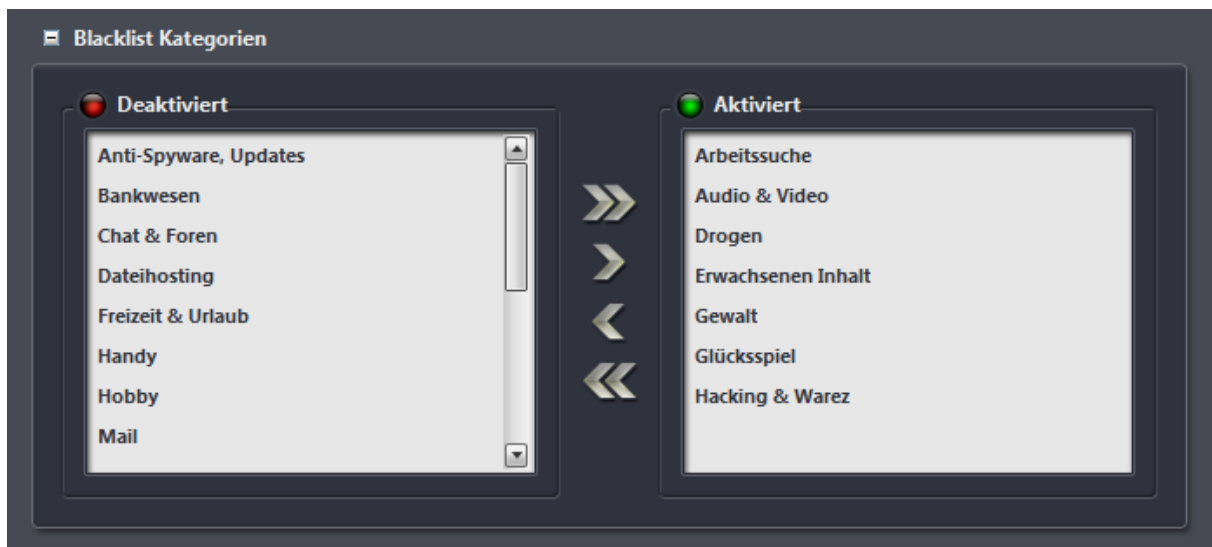 Blacklist Kategorien
Deaktiviert
Anti-Spyware, Updates
Bankwesen
Chat & Foren
Dateihosting
Freizeit & Urlaub
Handy
Hobby
Mail
Aktiviert
Arbeitssuche
Audio & Video
Drogen
Erwachsenen Inhalt
Gewalt
Glücksspiel
Hacking & Warez